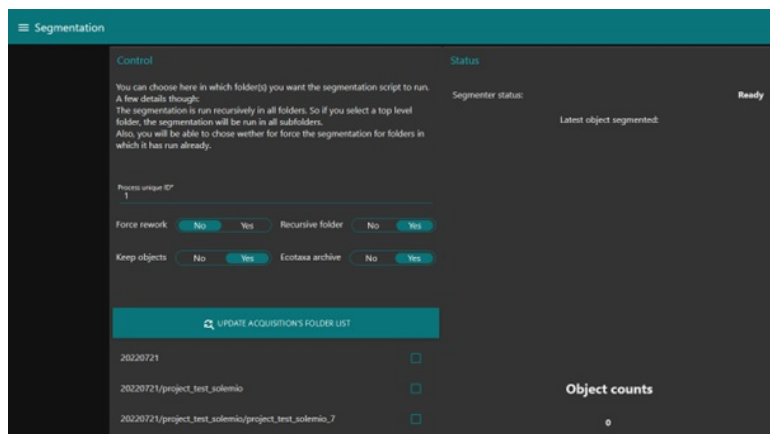 Segmentation
Control
You can choose here in which folder(s) you want the segmentation script to run.
A few details though:
The segmentation is run recursively in all folders. So if you select a top level
folder, the segmentation will be run in all subfolders.
Also, you will be able to chose wether for force the segmentation for folders in
which it has run already.
Process unique ID*
1
Force rework No Yes Recursive folder No Yes
Keep objects No Yes Ecotaxa archive No Yes
UPDATE ACQUISITION'S FOLDER LIST
20220721
20220721/project_test_solemio
20220721/project_test_solemio/project_test_solemio_7
Status
Segmenter status: Ready
Latest object segmented:
Object counts
0